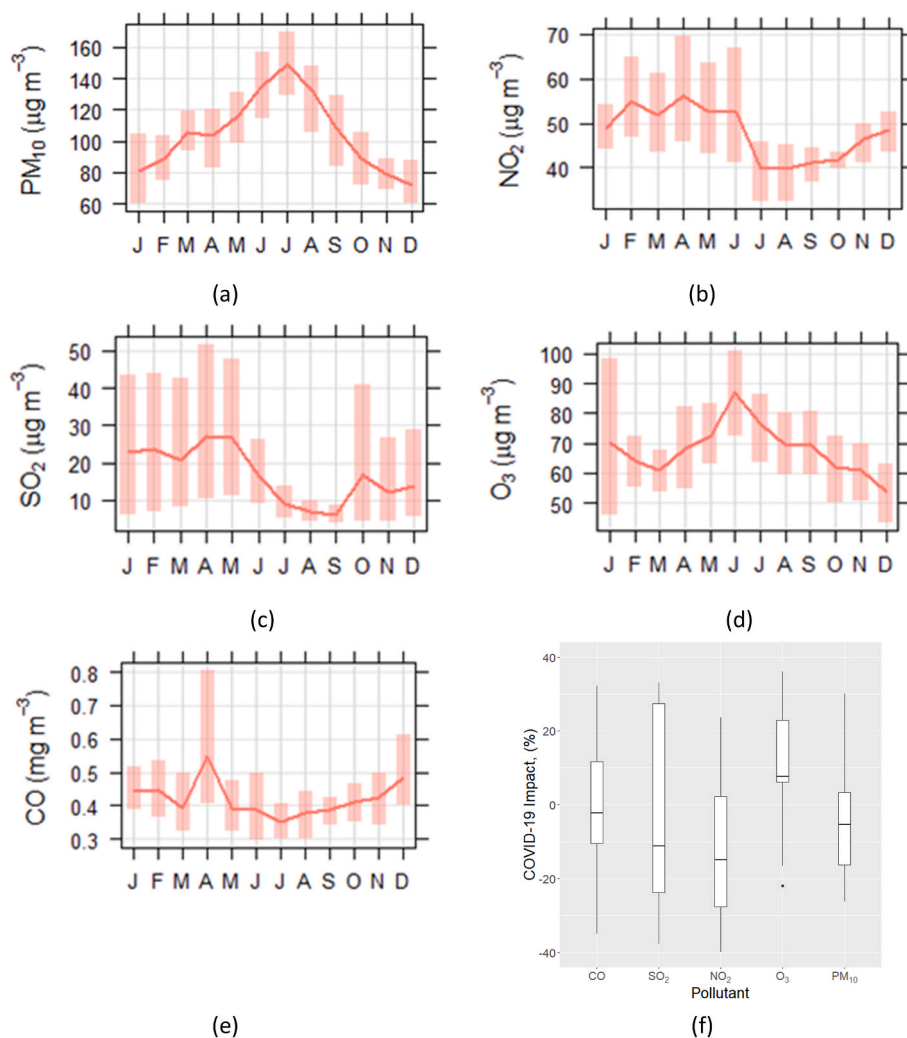 PM₁₀ (µg m⁻³)
160
140
120
100
80
60
J F M A M J J A S O N D
(a)
NO₂ (µg m⁻³)
70
60
50
40
J F M A M J J A S O N D
(b)
SO₂ (µg m⁻³)
50
40
30
20
10
J F M A M J J A S O N D
(c)
O₃ (µg m⁻³)
100
90
80
70
60
50
J F M A M J J A S O N D
(d)
CO (mg m⁻³)
0.8
0.7
0.6
0.5
0.4
0.3
J F M A M J J A S O N D
(e)
COVID-19 Impact, (%)
40
20
0
-20
-40
CO SO₂ NO₂ O₃ PM₁₀
Pollutant
(f)